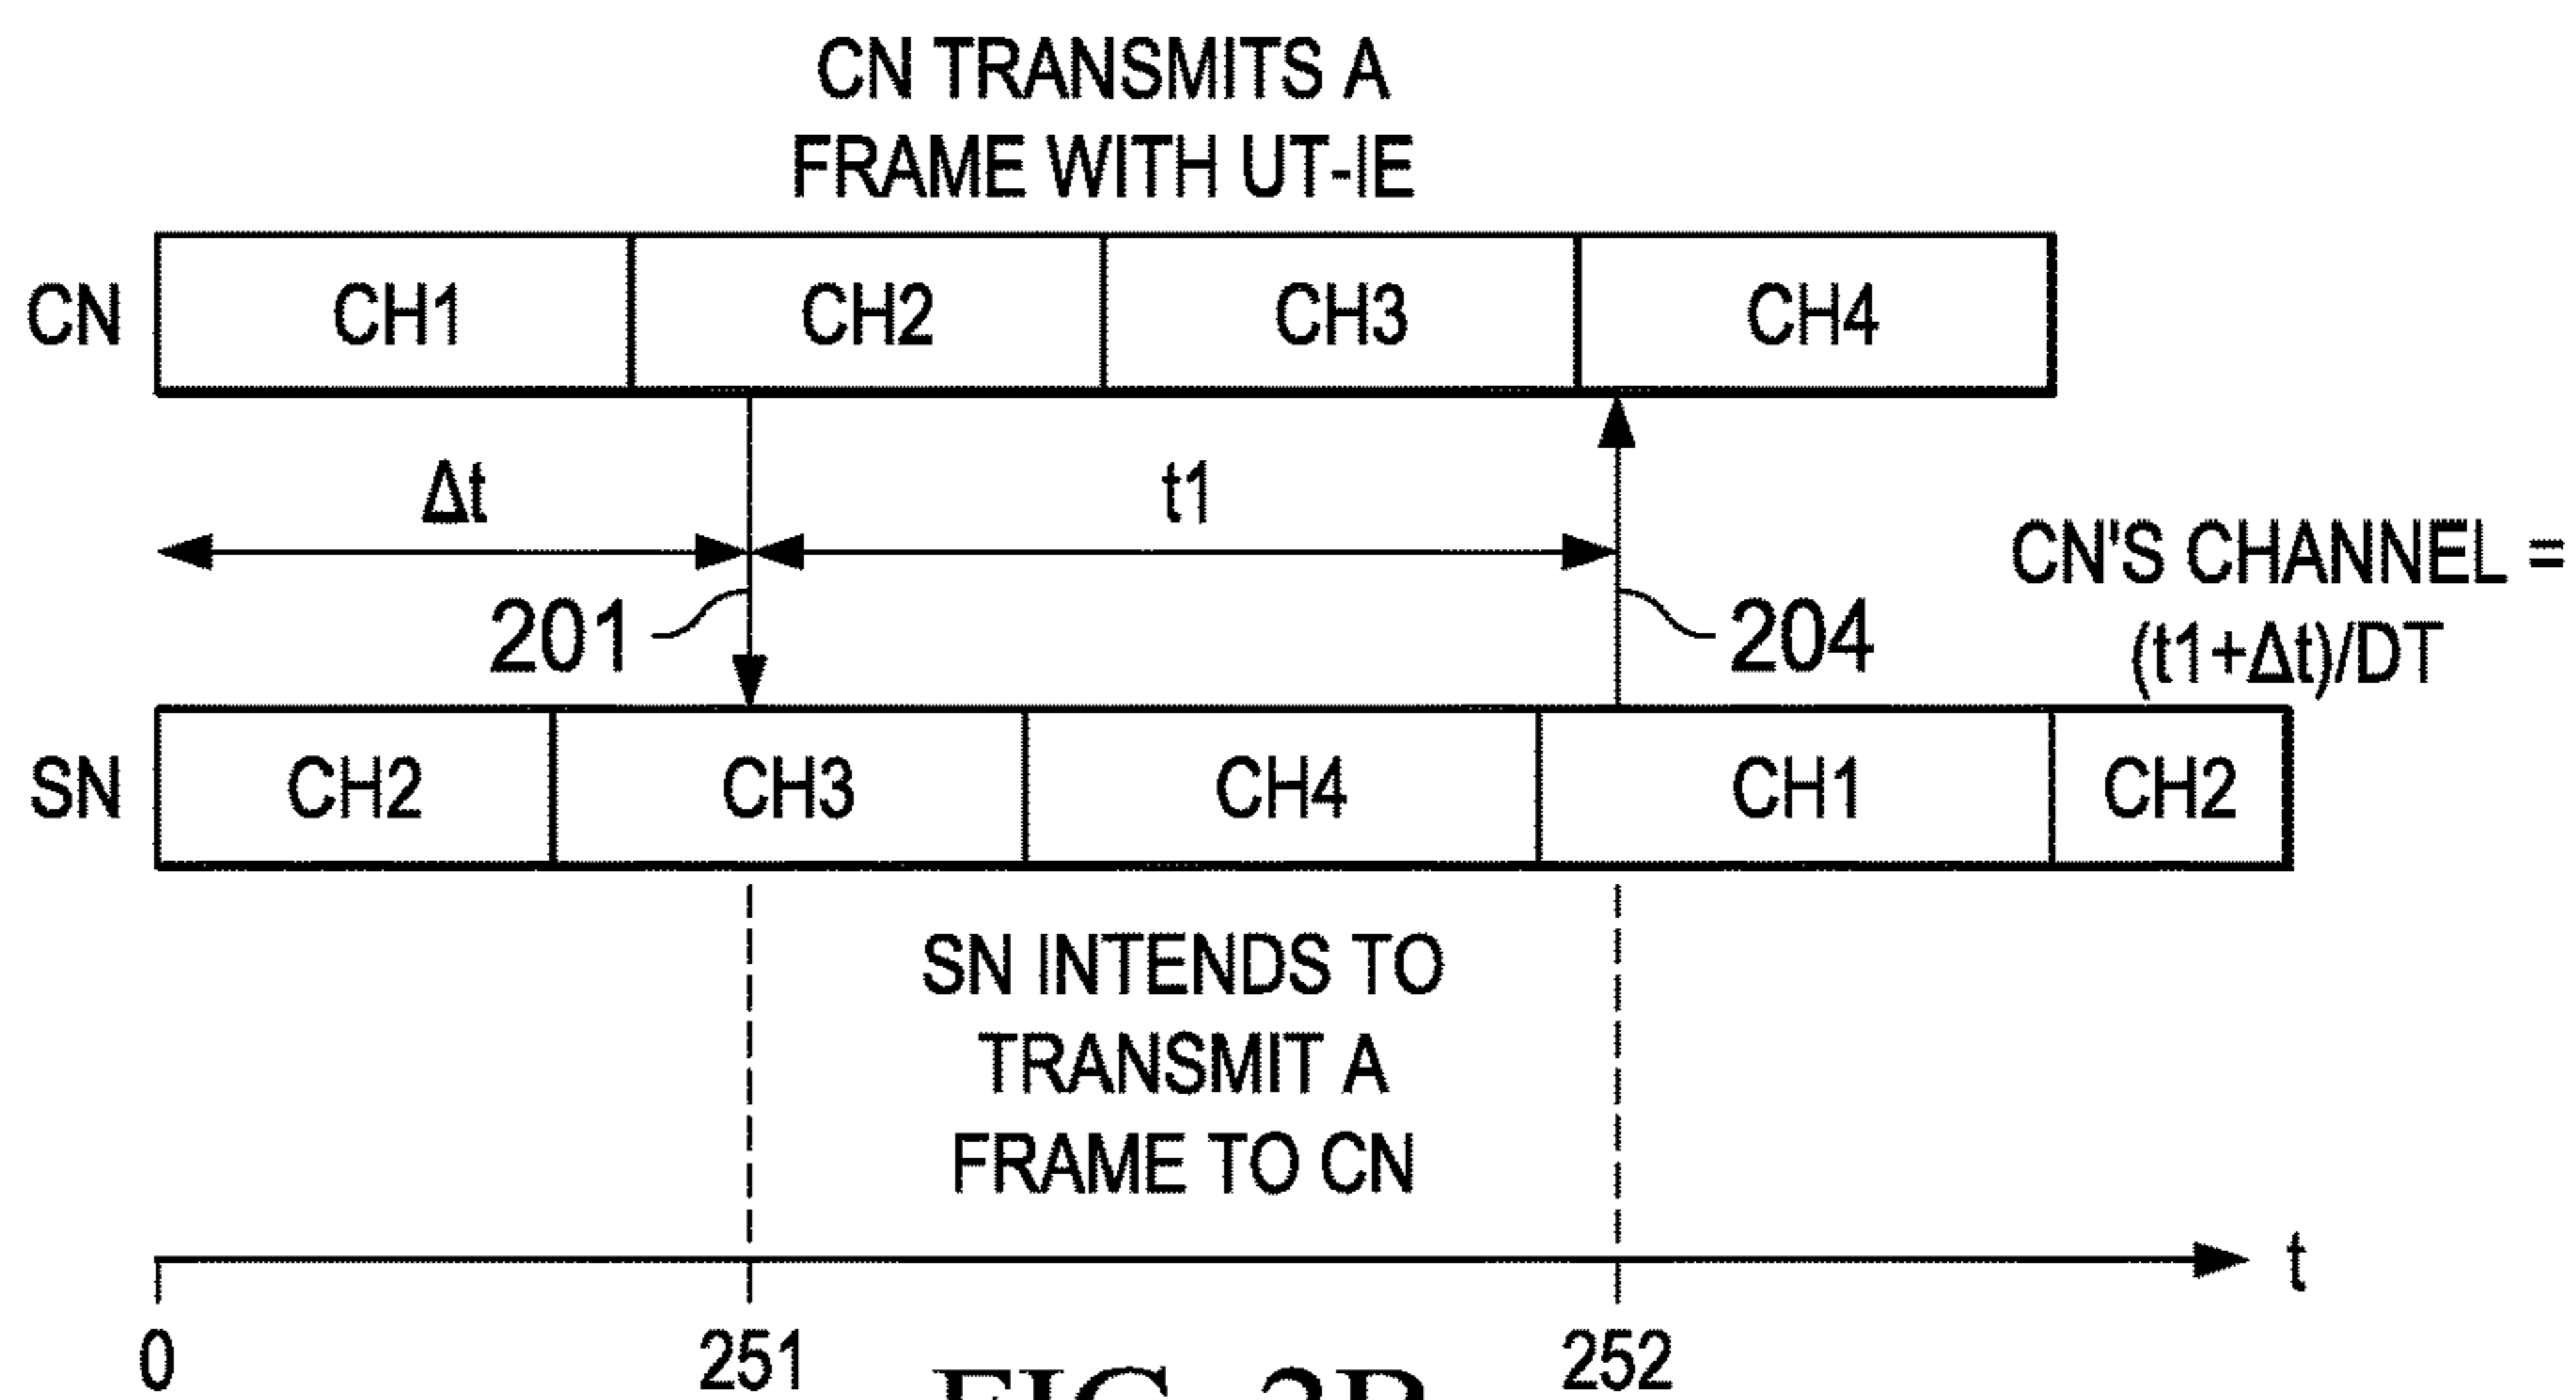 CN TRANSMITS A
FRAME WITH UT-IE
CN CH1 CH2 CH3 CH4
Δt t1
CN'S CHANNEL =
(t1+Δt)/DT
201 204
SN CH2 CH3 CH4 CH1 CH2
SN INTENDS TO
TRANSMIT A
FRAME TO CN
t
0 251 252